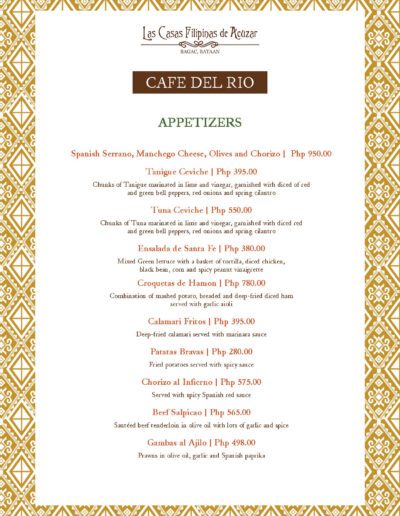 Las Casas Filipinas de Acuzar
BAGAC, BATAAN
CAFE DEL RIO
APPETIZERS
Spanish Serrano, Manchego Cheese, Olives and Chorizo | Php 950.00
Tanigue Ceviche | Php 395.00
Chunks of Tanigue marinated in lime and vinegar, garnished with diced of red
and green bell peppers, red onions and spring cilantro
Tuna Ceviche | Php 550.00
Chunks of Tuna marinated in lime and vinegar, garnished with diced of red
and green bell peppers, red onions and spring cilantro
Ensalada de Santa Fe | Php 380.00
Mixed Green lettuce with a basket of tortilla, diced chicken,
black bean, corn and spicy peanut vinaigrette
Croquetas de Hamon | Php 780.00
Combination of mashed potato, breaded and deep-fried diced ham
served with garlic aioli
Calamari Fritos | Php 395.00
Deep-fried calamari served with marinara sauce
Patatas Bravas | Php 280.00
Fried potatoes served with spicy sauce
Chorizo al Infierno | Php 575.00
Served with spicy Spanish red sauce
Beef Salpicao | Php 565.00
Sautéed beef tenderloin in olive oil with lots of garlic and spice
Gambas al Ajilo | Php 498.00
Prawns in olive oil, garlic and Spanish paprika